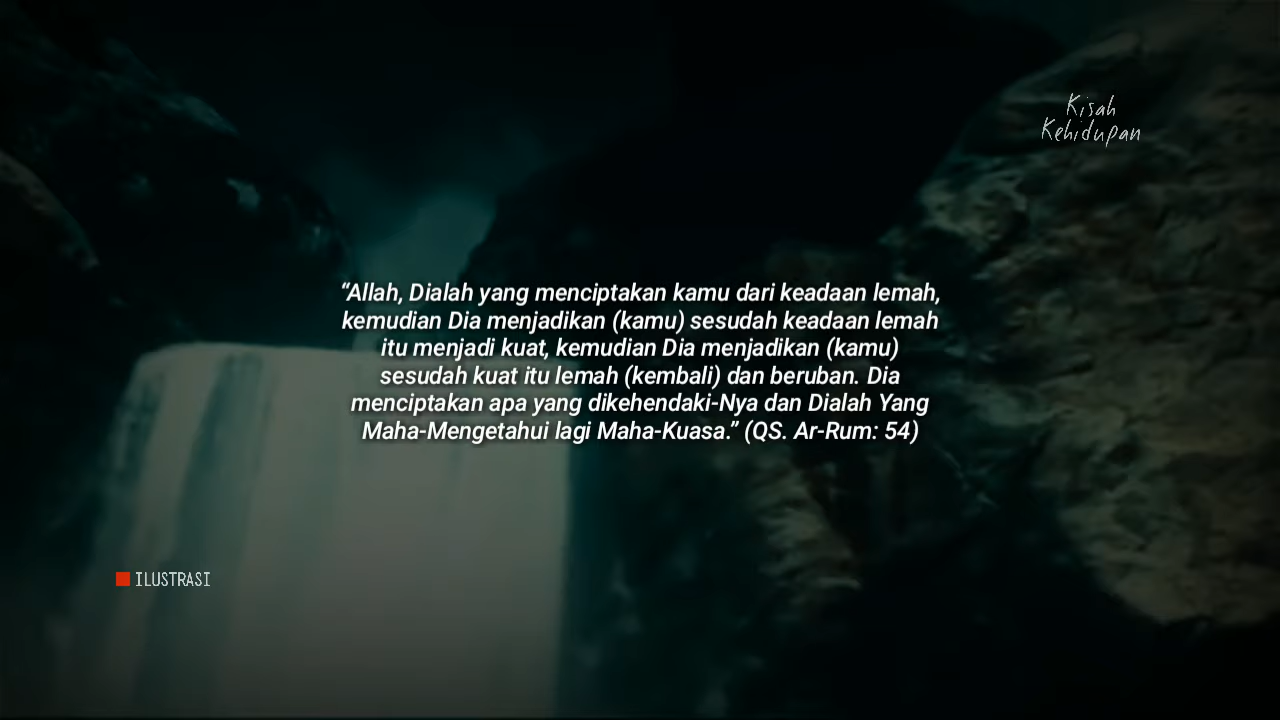 Kisah
Kehidupan
“Allah, Dialah yang menciptakan kamu dari keadaan lemah,
kemudian Dia menjadikan (kamu) sesudah keadaan lemah
itu menjadi kuat, kemudian Dia menjadikan (kamu)
sesudah kuat itu lemah (kembali) dan beruban. Dia
menciptakan apa yang dikehendaki-Nya dan Dialah Yang
Maha-Mengetahui lagi Maha-Kuasa.” (QS. Ar-Rum: 54)
ILUSTRASI